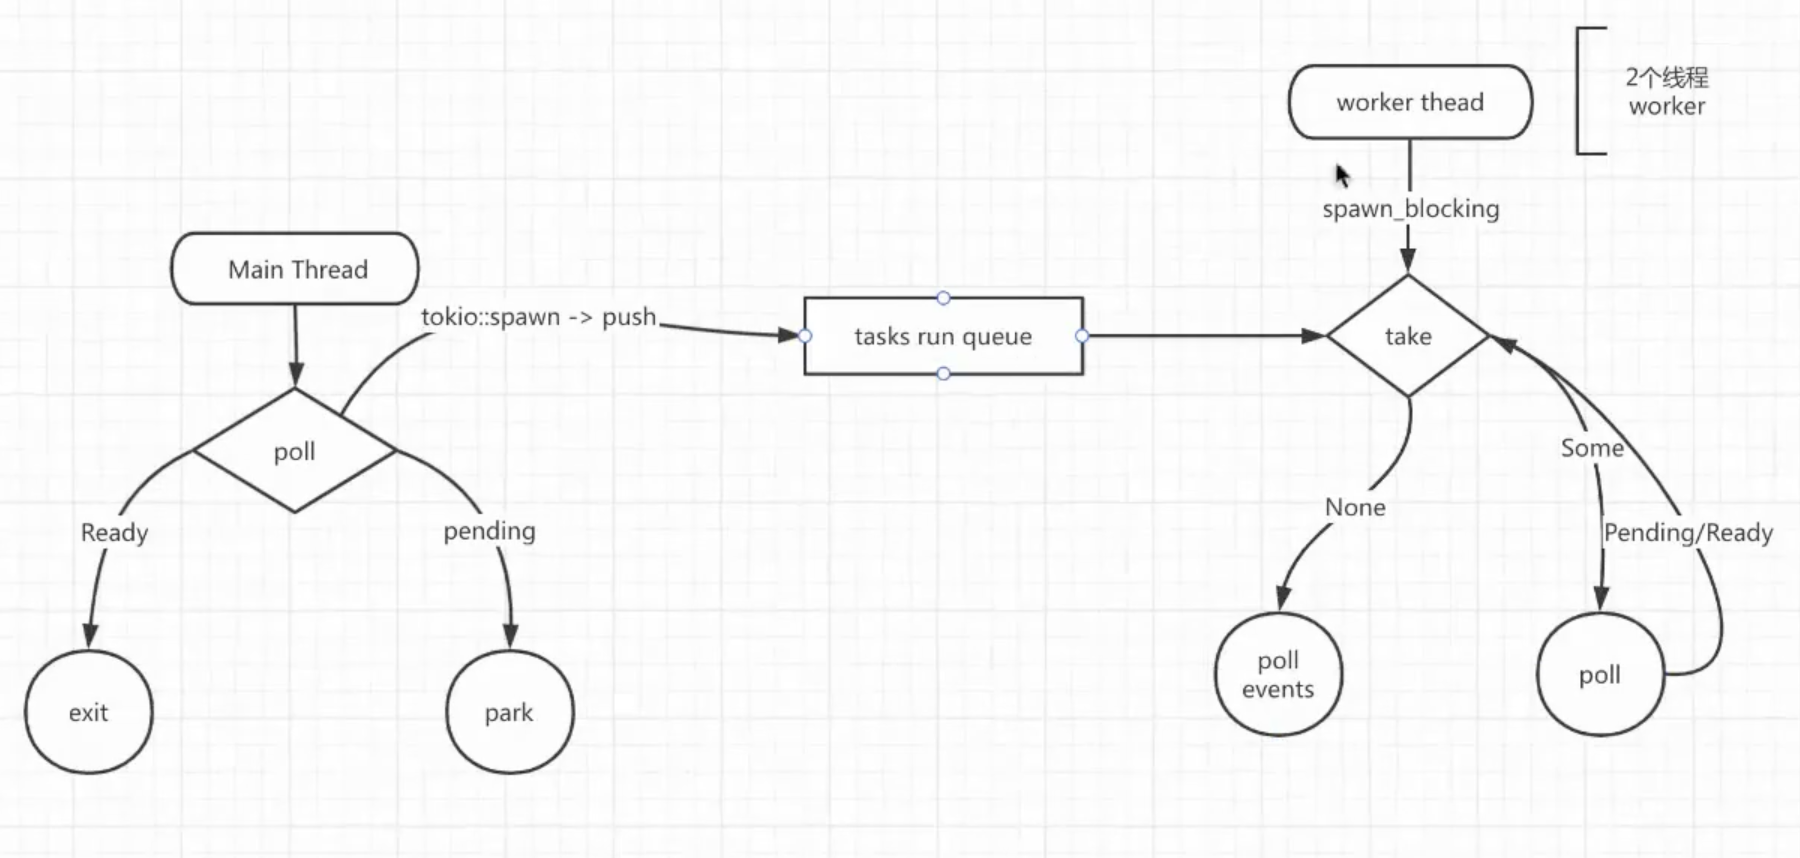 2个线程
worker
worker thead
spawn_blocking
Main Thread
tokio::spawn -> push
tasks run queue
take
poll
Some
None
Ready
pending
Pending/Ready
poll
events
poll
exit
park